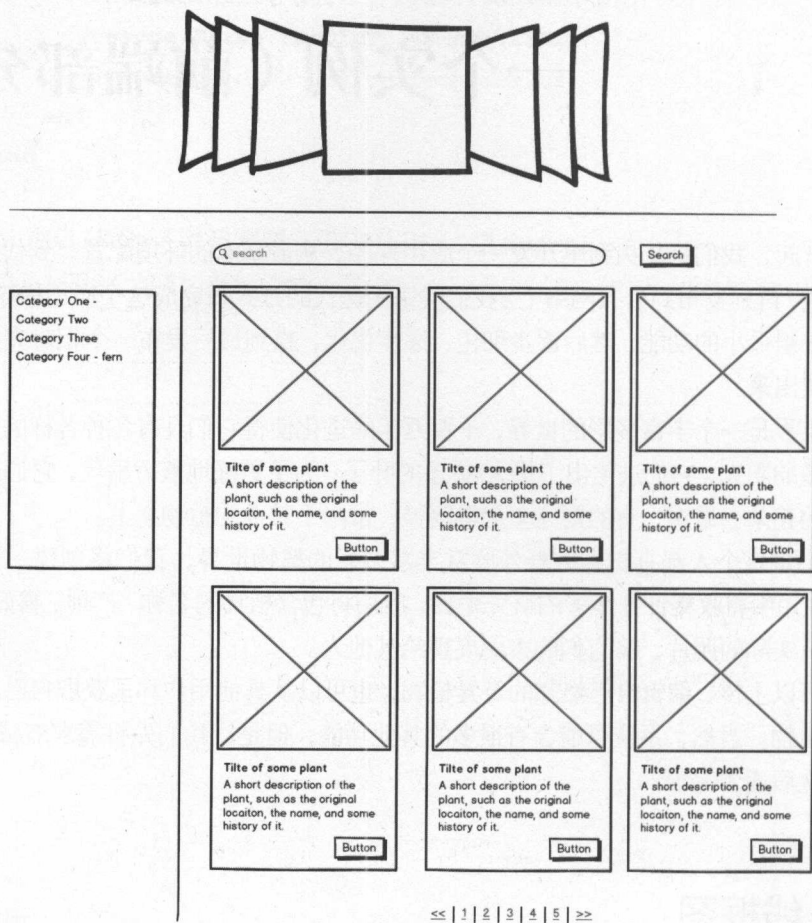 search
Search
Category One -
Category Two
Category Three
Category Four - fern
Tilte of some plant
A short description of the
plant, such as the original
locaiton, the name, and some
history of it.
Button
Tilte of some plant
A short description of the
plant, such as the original
locaiton, the name, and some
history of it.
Button
Tilte of some plant
A short description of the
plant, such as the original
locaiton, the name, and some
history of it.
Button
Tilte of some plant
A short description of the
plant, such as the original
locaiton, the name, and some
history of it.
Button
Tilte of some plant
A short description of the
plant, such as the original
locaiton, the name, and some
history of it.
Button
Tilte of some plant
A short description of the
plant, such as the original
locaiton, the name, and some
history of it.
Button
<< | 1 | 2 | 3 | 4 | 5 | >>